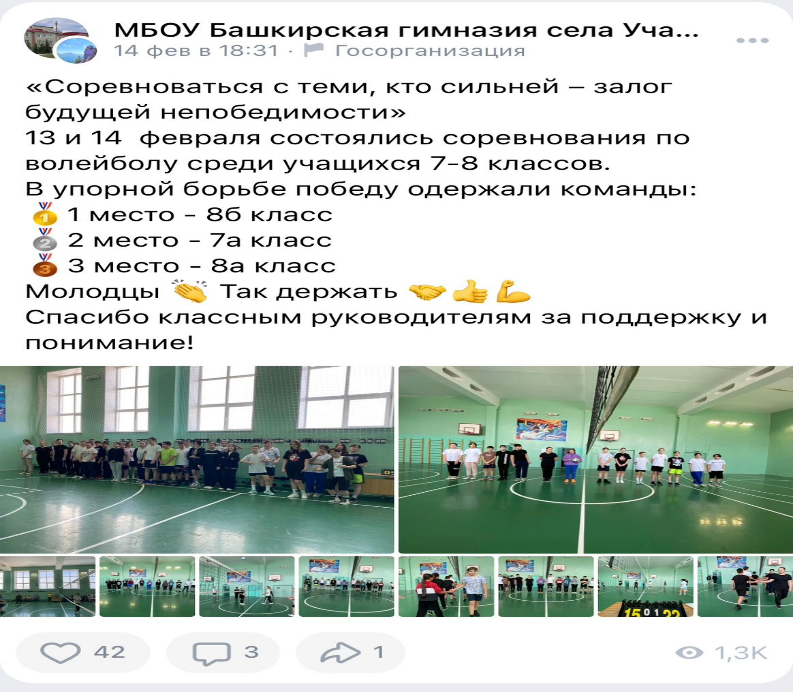 МБОУ Башкирская гимназия села Уча...
14 фев в 18:31 · Госорганизация
«Соревноваться с теми, кто сильней – залог
будущей непобедимости»
13 и 14 февраля состоялись соревнования по
волейболу среди учащихся 7-8 классов.
В упорной борьбе победу одержали команды:
🥇 1 место - 8б класс
🥈 2 место - 7а класс
🥉 3 место - 8а класс
Молодцы 👏 Так держать 🤝👍💪
Спасибо классным руководителям за поддержку и
понимание!
15 0 1 22
42
3
1
1,3K